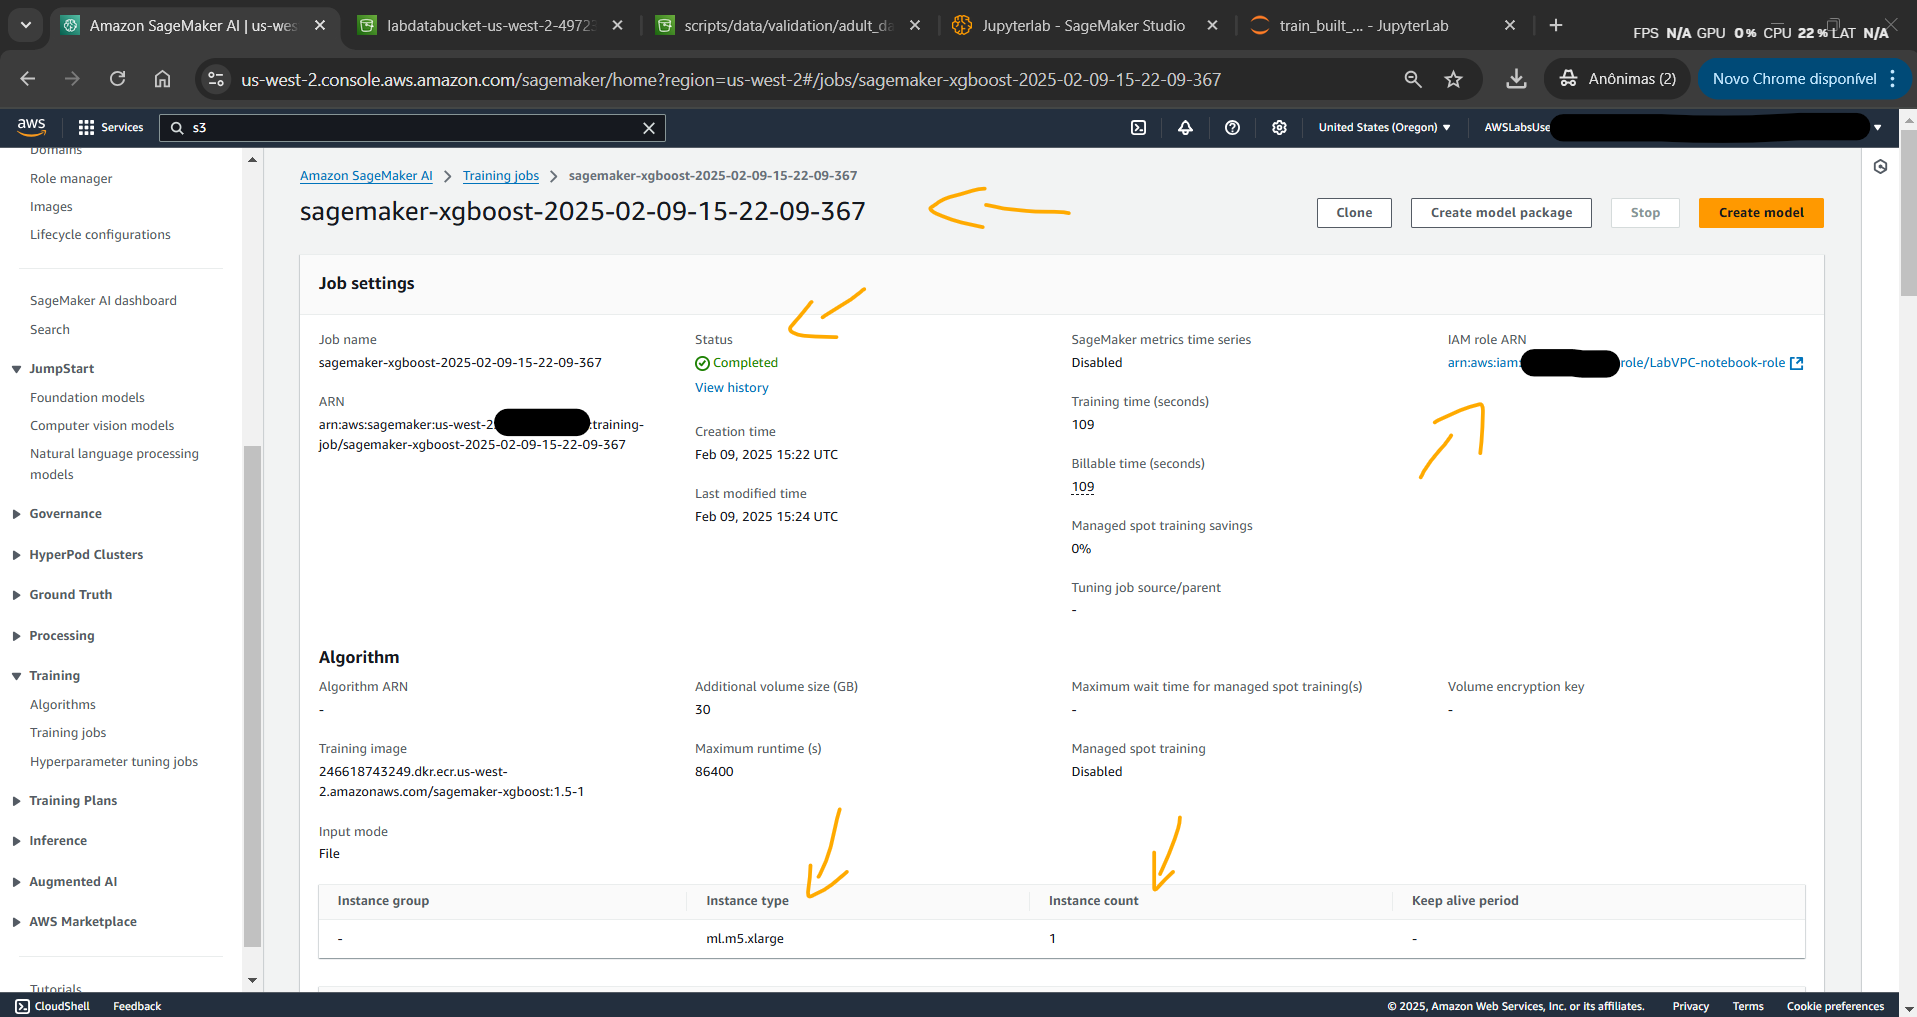 Amazon SageMaker AI | us-wes
labdatabucket-us-west-2-4972
scripts/data/validation/adult_da
Jupyterlab - SageMaker Studio
train_built_... - JupyterLab
FPS N/A GPU 0% CPU 22% LAT N/A
us-west-2.console.aws.amazon.com/sagemaker/home?region=us-west-2#/jobs/sagemaker-xgboost-2025-02-09-15-22-09-367
Anônimas (2)
Novo Chrome disponível
aws
Services
s3
United States (Oregon)
AWSLabsUse
Domains
Role manager
Images
Lifecycle configurations
SageMaker AI dashboard
Search
JumpStart
Foundation models
Computer vision models
Natural language processing
models
Governance
HyperPod Clusters
Ground Truth
Processing
Training
Algorithms
Training jobs
Hyperparameter tuning jobs
Training Plans
Inference
Augmented AI
AWS Marketplace
Tutorials
Amazon SageMaker AI > Training jobs > sagemaker-xgboost-2025-02-09-15-22-09-367
sagemaker-xgboost-2025-02-09-15-22-09-367
Clone
Create model package
Stop
Create model
Job settings
Job name
sagemaker-xgboost-2025-02-09-15-22-09-367
ARN
arn:aws:sagemaker:us-west-2 :training-
job/sagemaker-xgboost-2025-02-09-15-22-09-367
Status
Completed
View history
Creation time
Feb 09, 2025 15:22 UTC
Last modified time
Feb 09, 2025 15:24 UTC
SageMaker metrics time series
Disabled
Training time (seconds)
109
Billable time (seconds)
109
Managed spot training savings
0%
Tuning job source/parent
-
IAM role ARN
arn:aws:iam: role/LabVPC-notebook-role
Algorithm
Algorithm ARN
-
Training image
246618743249.dkr.ecr.us-west-
2.amazonaws.com/sagemaker-xgboost:1.5-1
Input mode
File
Additional volume size (GB)
30
Maximum runtime (s)
86400
Maximum wait time for managed spot training(s)
-
Managed spot training
Disabled
Volume encryption key
-
Instance group Instance type Instance count Keep alive period
- ml.m5.xlarge 1 -
CloudShell
Feedback
© 2025, Amazon Web Services, Inc. or its affiliates.
Privacy
Terms
Cookie preferences